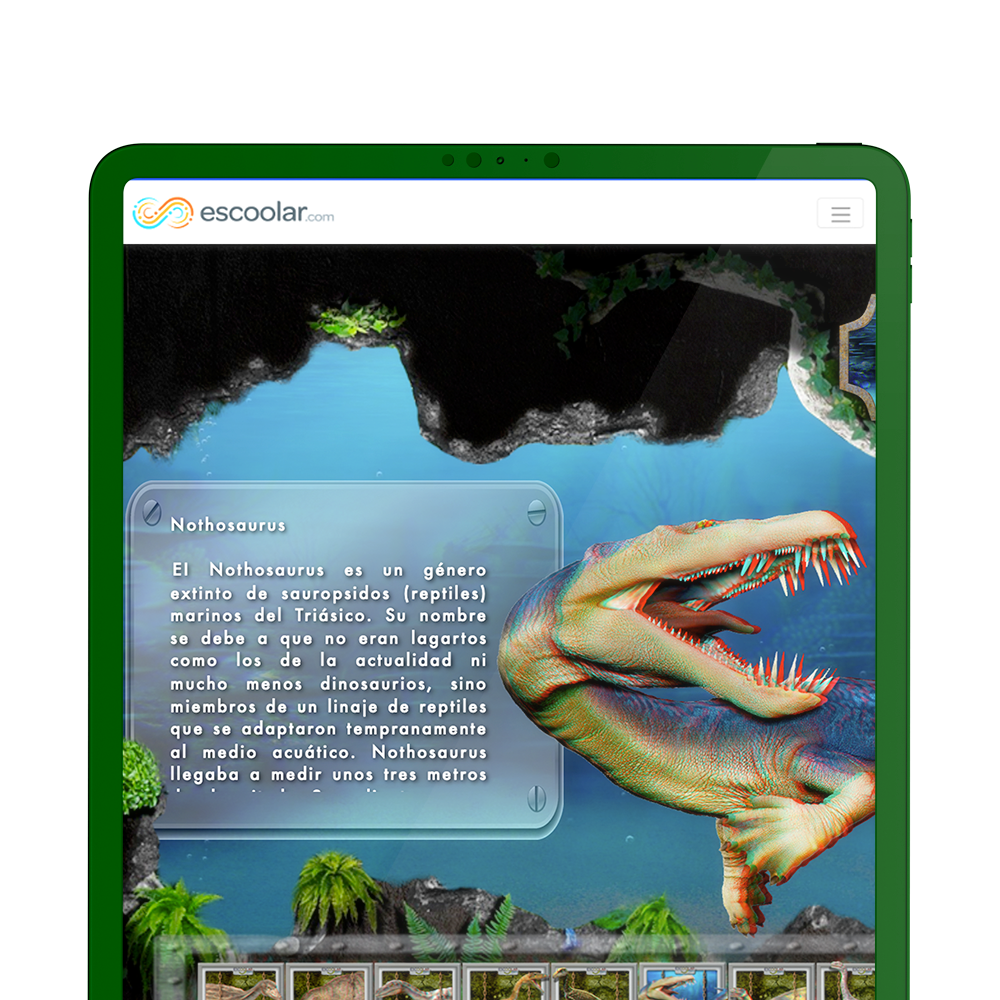 escoolar.com
Nothosaurus
El Nothosaurus es un género
extinto de sauropsidos (reptiles)
marinos del Triásico. Su nombre
se debe a que no eran lagartos
como los de la actualidad ni
mucho menos dinosaurios, sino
miembros de un linaje de reptiles
que se adaptaron tempranamente
al medio acuático. Nothosaurus
llegaba a medir unos tres metros